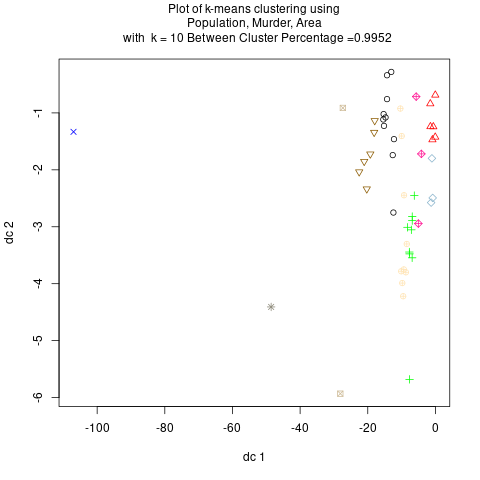 Plot of k-means clustering using
Population, Murder, Area
with k = 10 Between Cluster Percentage =0.9952
dc 2
-1
-2
-3
-4
-5
-6
-100 -80 -60 -40 -20 0
dc 1